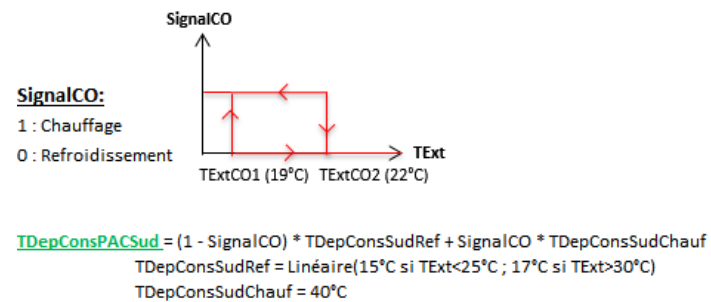 SignalCO
SignalCO:
1 : Chauffage
0 : Refroidissement
TExt
TExtCO1 (19°C) TExtCO2 (22°C)
TDepConsPACSud = (1 - SignalCO) * TDepConsSudRef + SignalCO * TDepConsSudChauf
TDepConsSudRef = Linéaire(15°C si TExt<25°C ; 17°C si TExt>30°C)
TDepConsSudChauf = 40°C